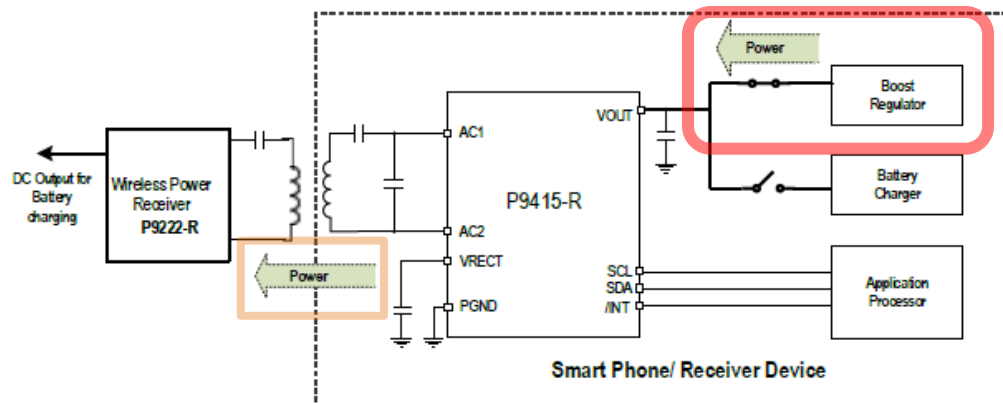 Power
Boost
Regulator
VOUT
AC1
DC Output for
Battery
charging
Wireless Power
Receiver
P9222-R
P9415-R
Battery
Charger
AC2
VRECT
Power
SCL
SDA
/INT
PGND
Application
Processor
Smart Phone/ Receiver Device